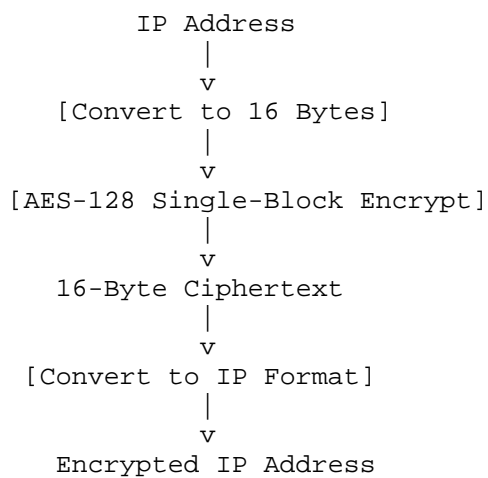 IP Address
|
v
[Convert to 16 Bytes]
|
v
[AES-128 Single-Block Encrypt]
|
v
16-Byte Ciphertext
|
v
[Convert to IP Format]
|
v
Encrypted IP Address